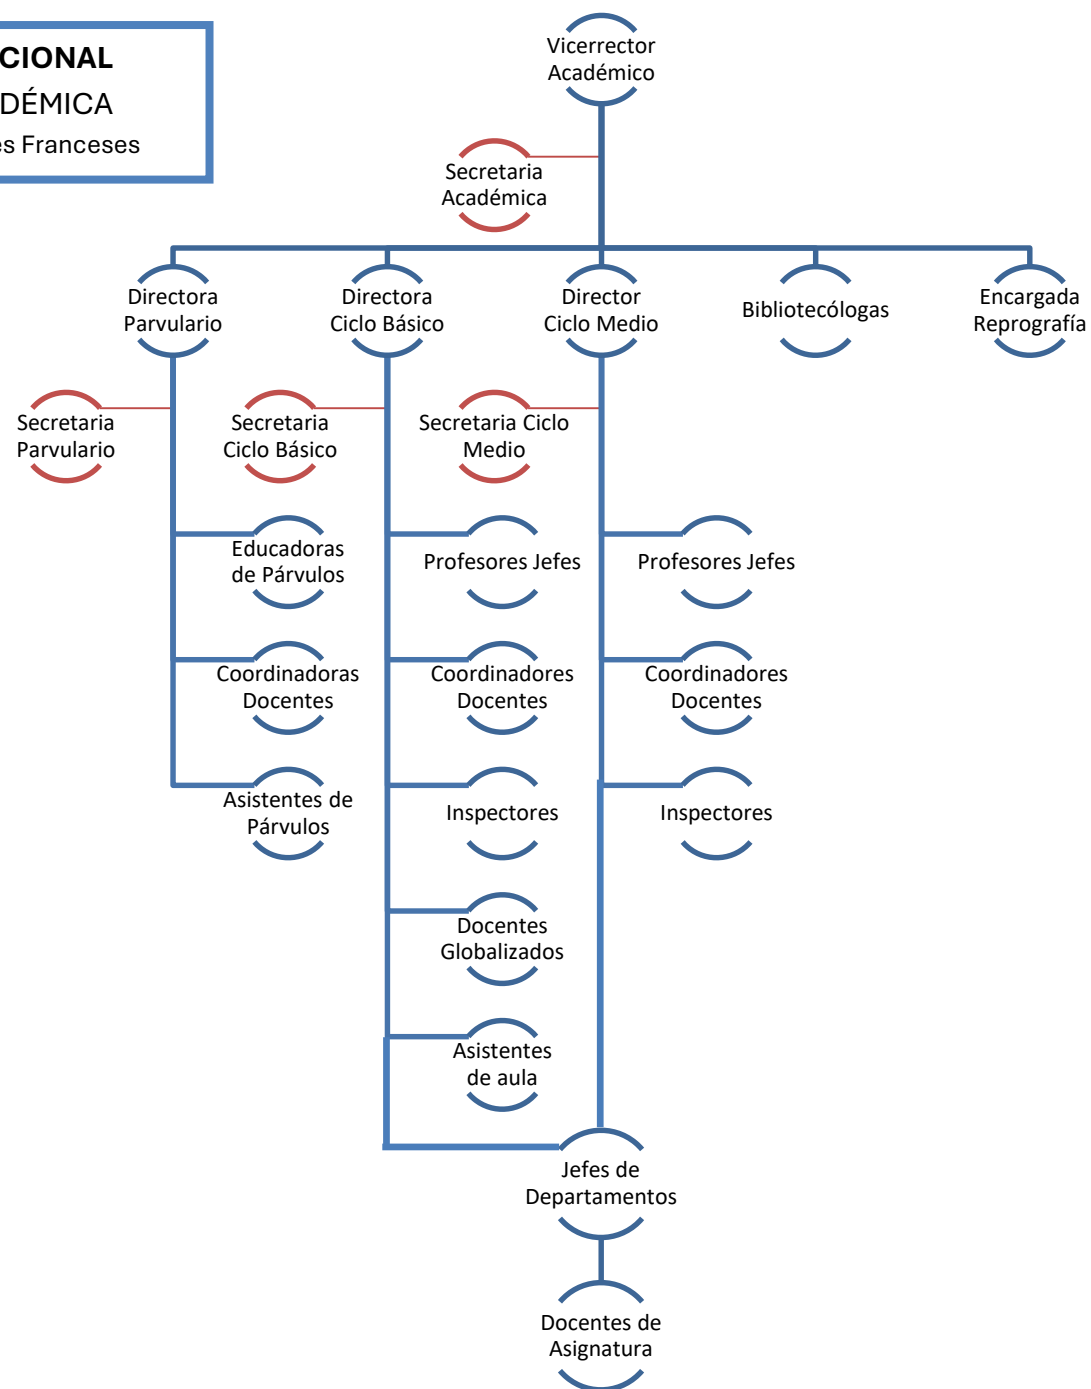 CIONAL
DÉMICA
es Franceses
Vicerrector
Académico
Secretaria
Académica
Directora
Parvulario
Directora
Ciclo Básico
Director
Ciclo Medio
Bibliotecólogas
Encargada
Reprografía
Secretaria
Parvulario
Secretaria
Ciclo Básico
Secretaria Ciclo
Medio
Educadoras
de Párvulos
Profesores Jefes
Profesores Jefes
Coordinadoras
Docentes
Coordinadores
Docentes
Coordinadores
Docentes
Asistentes de
Párvulos
Inspectores
Inspectores
Docentes
Globalizados
Asistentes
de aula
Jefes de
Departamentos
Docentes de
Asignatura